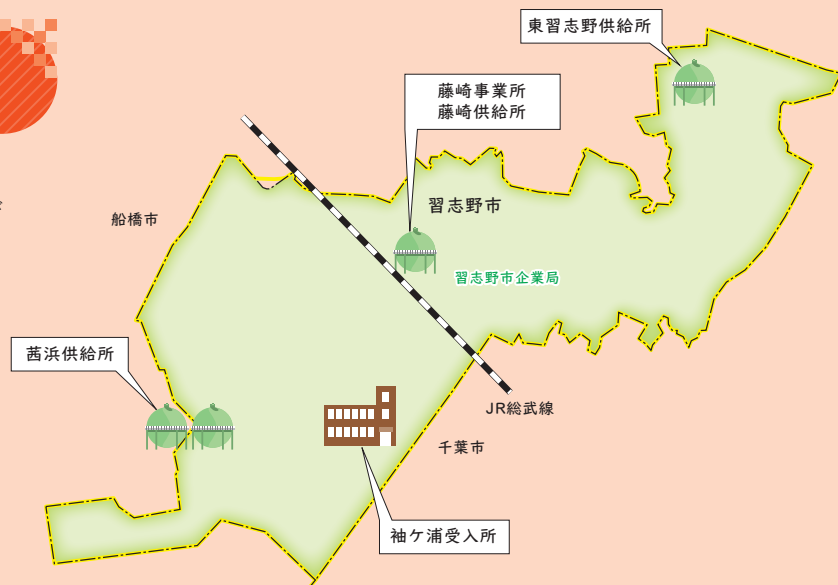 東習志野供給所
藤崎事業所
藤崎供給所
習志野市
船橋市
習志野市企業局
茜浜供給所
JR総武線
千葉市
袖ケ浦受入所